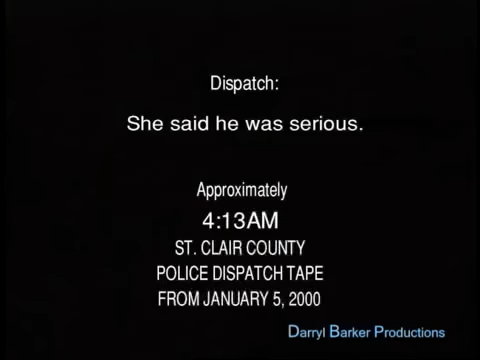 Dispatch:
She said he was serious.
Approximately
4:13AM
ST. CLAIR COUNTY
POLICE DISPATCH TAPE
FROM JANUARY 5, 2000
Darryl Barker Productions